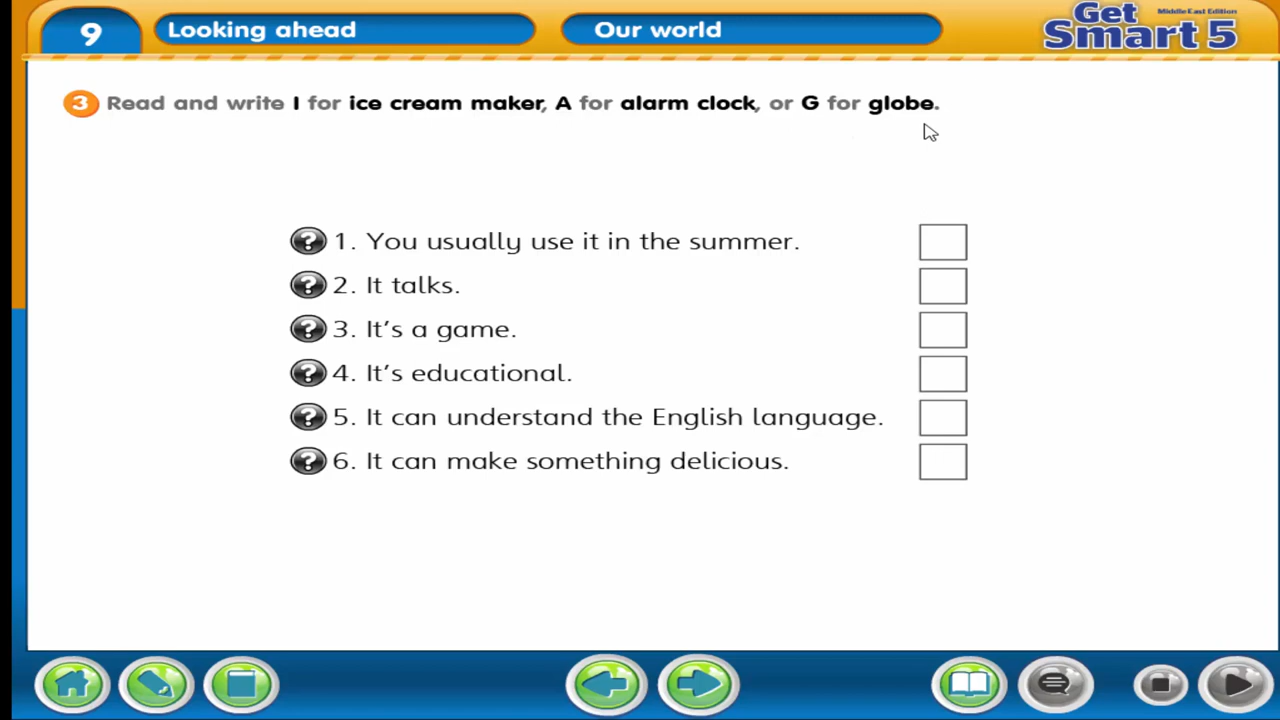 9
Looking ahead
Our world
Middle East Edition
Get
Smart 5
3 Read and write I for ice cream maker, A for alarm clock, or G for globe.
? 1. You usually use it in the summer.
? 2. It talks.
? 3. It's a game.
? 4. It's educational.
? 5. It can understand the English language.
? 6. It can make something delicious.